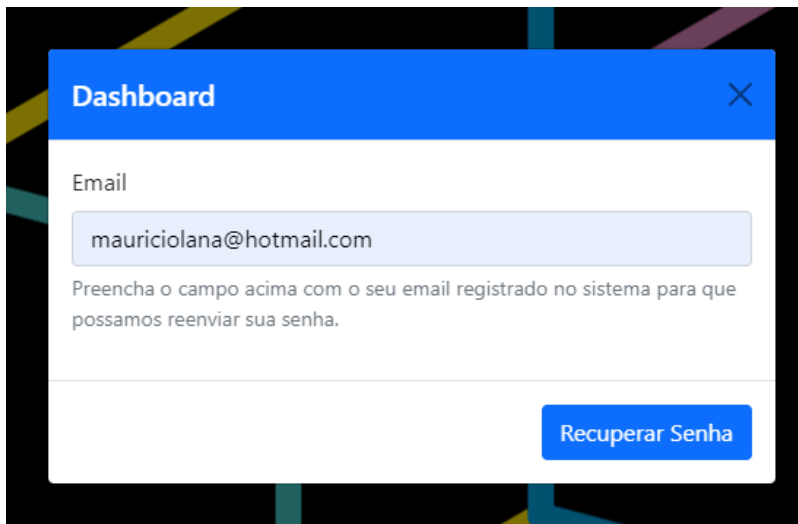 Dashboard
Email
mauriciolana@hotmail.com
Preencha o campo acima com o seu email registrado no sistema para que
possamos reenviar sua senha.
Recuperar Senha